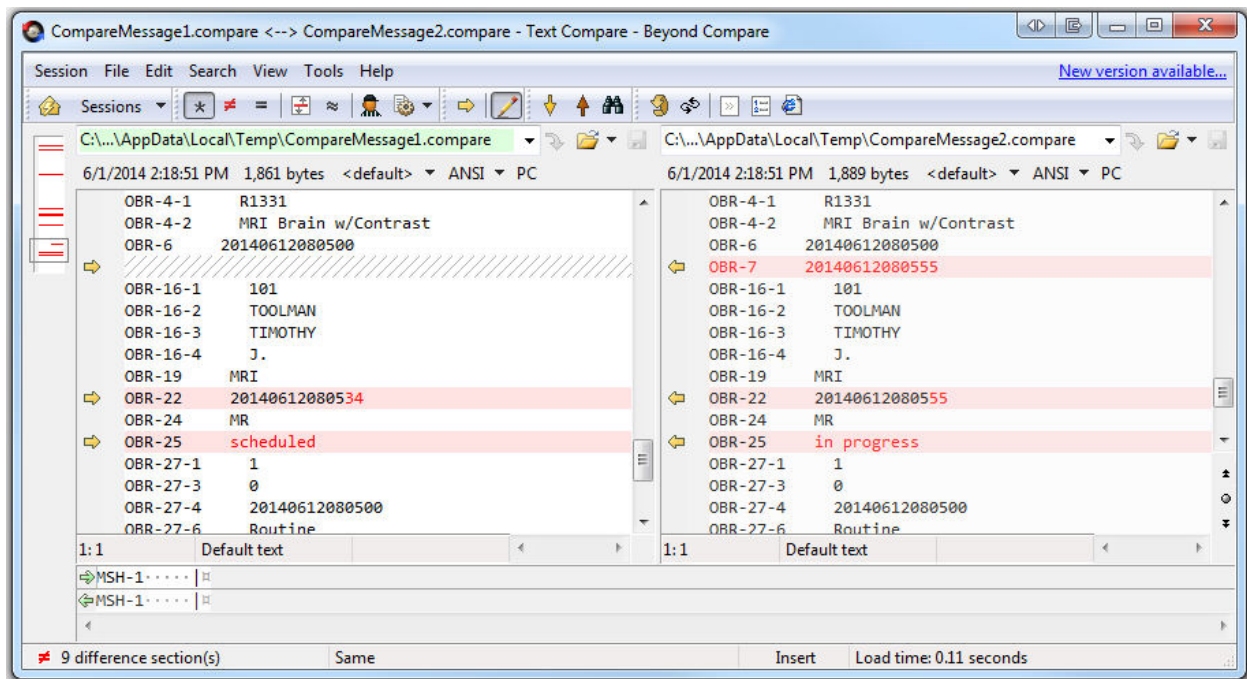 CompareMessage1.compare <--> CompareMessage2.compare - Text Compare - Beyond Compare
Session File Edit Search View Tools Help
New version available...
Sessions
C:\...\AppData\Local\Temp\CompareMessage1.compare
C:\...\AppData\Local\Temp\CompareMessage2.compare
6/1/2014 2:18:51 PM 1,861 bytes <default> ANSI PC
6/1/2014 2:18:51 PM 1,889 bytes <default> ANSI PC
OBR-4-1 R1331
OBR-4-2 MRI Brain w/Contrast
OBR-6 20140612080500
OBR-16-1 101
OBR-16-2 TOOLMAN
OBR-16-3 TIMOTHY
OBR-16-4 J.
OBR-19 MRI
OBR-22 20140612080534
OBR-24 MR
OBR-25 scheduled
OBR-27-1 1
OBR-27-3 0
OBR-27-4 20140612080500
OBR-27-6 Routine
OBR-4-1 R1331
OBR-4-2 MRI Brain w/Contrast
OBR-6 20140612080500
OBR-7 20140612080555
OBR-16-1 101
OBR-16-2 TOOLMAN
OBR-16-3 TIMOTHY
OBR-16-4 J.
OBR-19 MRI
OBR-22 20140612080555
OBR-24 MR
OBR-25 in progress
OBR-27-1 1
OBR-27-3 0
OBR-27-4 20140612080500
OBR-27-6 Routine
1: 1 Default text
1: 1 Default text
MSH-1·····|¤
MSH-1·····|¤
≠ 9 difference section(s) Same Insert Load time: 0.11 seconds